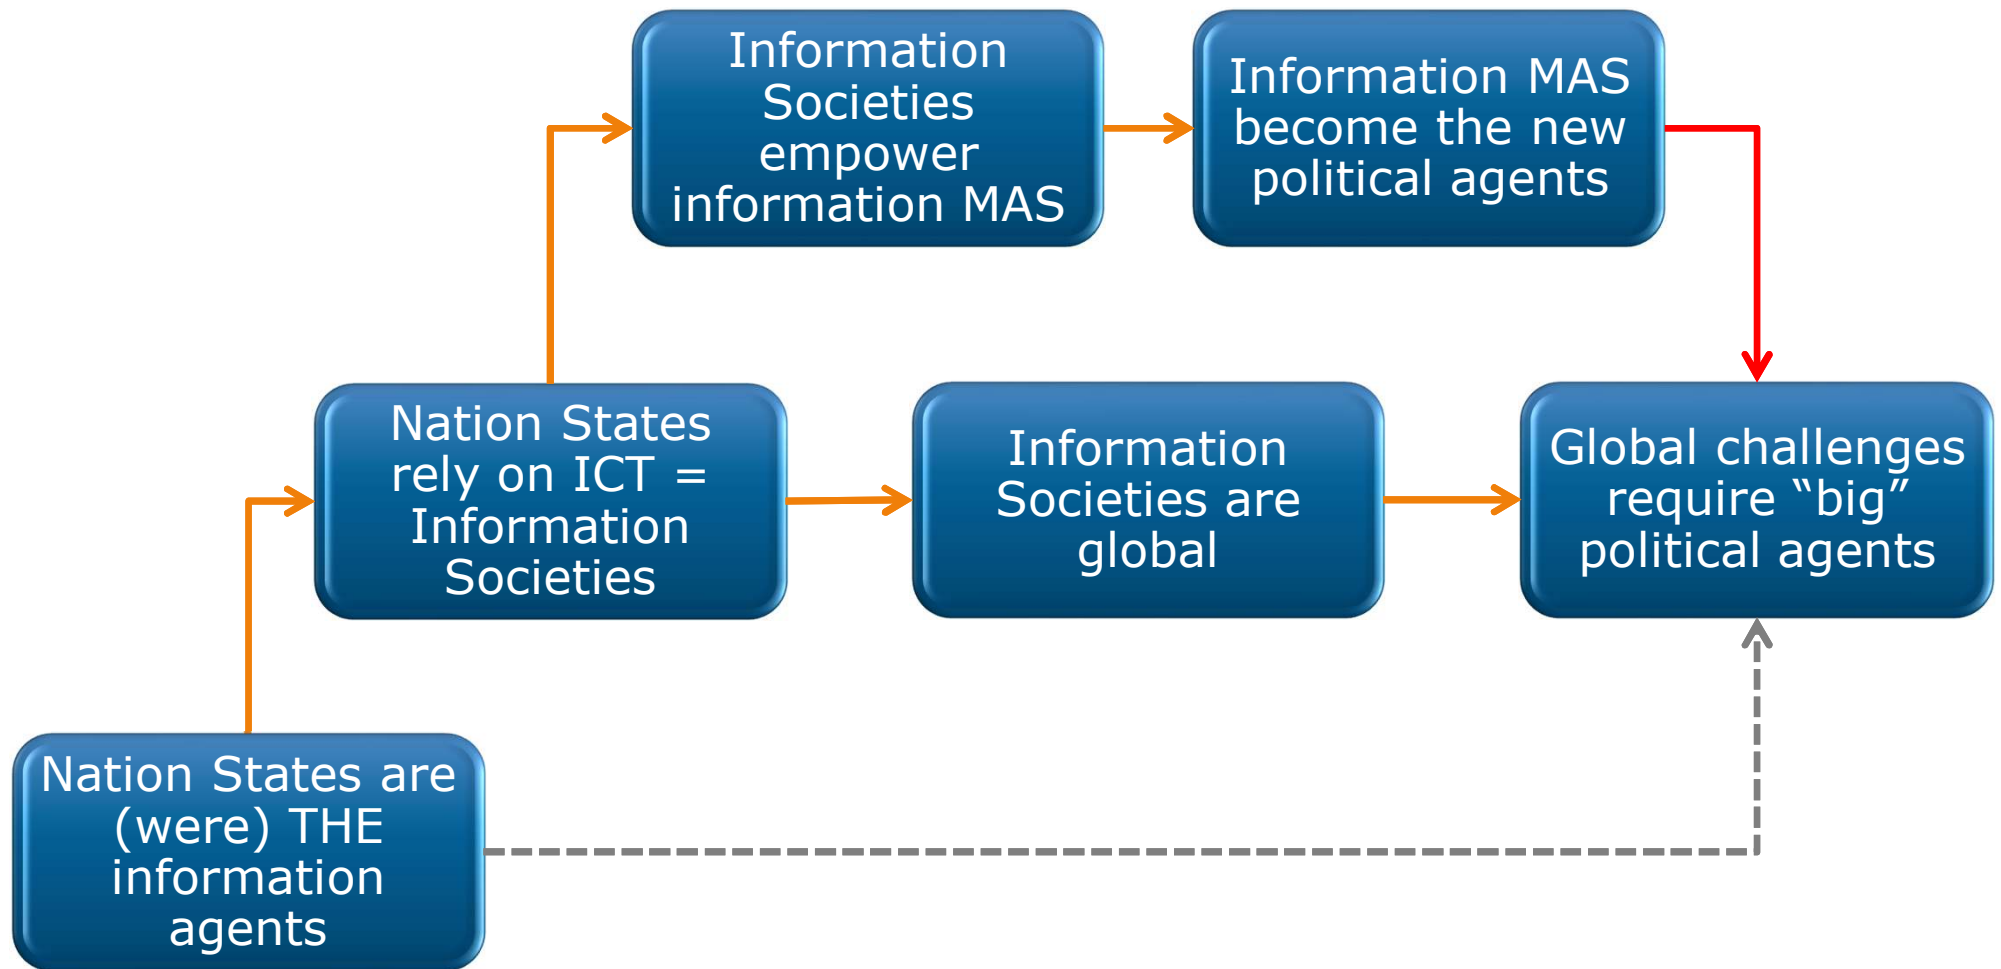 Information
Societies
empower
information MAS
Information MAS
become the new
political agents
Nation States
rely on ICT =
Information
Societies
Information
Societies are
global
Global challenges
require “big”
political agents
Nation States are
(were) THE
information
agents